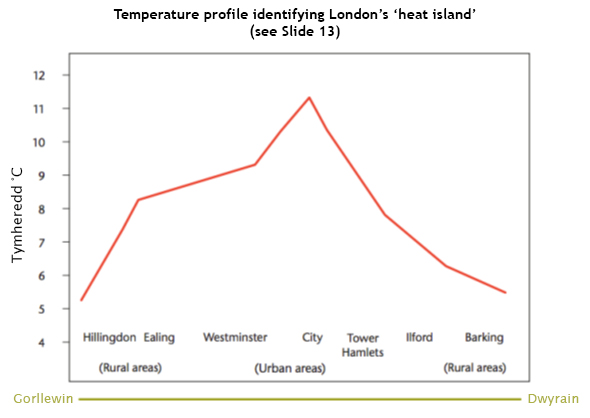 Temperature profile identifying London’s ‘heat island’
(see Slide 13)
Tymheredd °C
12
11
10
9
8
7
6
5
4
Hillingdon Ealing Westminster City Tower Hamlets Ilford Barking
(Rural areas) (Urban areas) (Rural areas)
Gorllewin Dwyrain